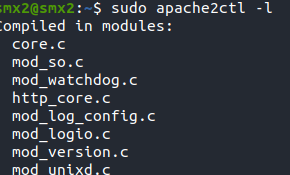 smx2@smx2:~$ sudo apache2ctl -l
Compiled in modules:
  core.c
  mod_so.c
  mod_watchdog.c
  http_core.c
  mod_log_config.c
  mod_logio.c
  mod_version.c
  mod_unixd.c